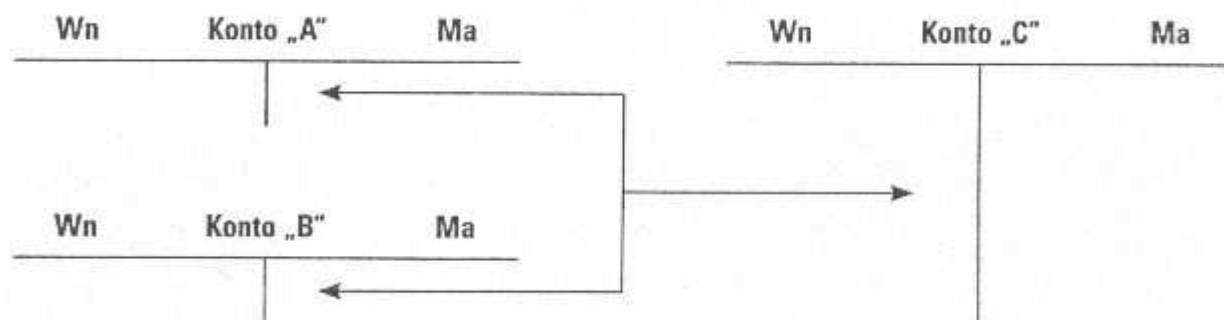 Wn Konto „A" Ma
Wn Konto „C" Ma
Wn Konto „B" Ma